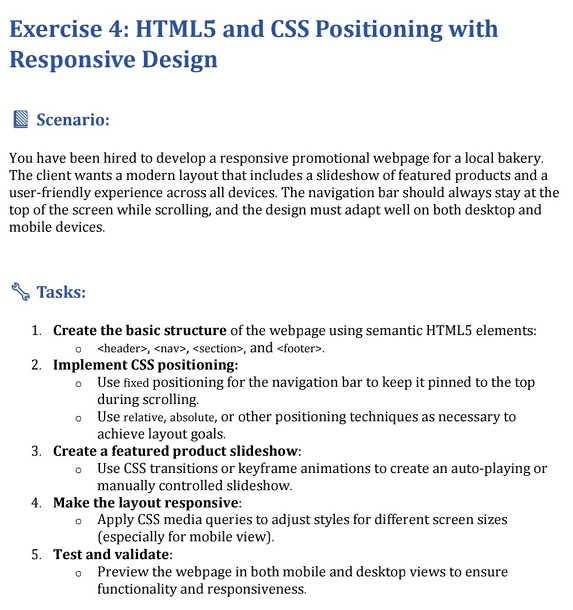 Exercise 4: HTML5 and CSS Positioning with
Responsive Design
Scenario:
You have been hired to develop a responsive promotional webpage for a local bakery.
The client wants a modern layout that includes a slideshow of featured products and a
user-friendly experience across all devices. The navigation bar should always stay at the
top of the screen while scrolling, and the design must adapt well on both desktop and
mobile devices.
Tasks:
1. Create the basic structure of the webpage using semantic HTML5 elements:
○ <header>, <nav>, <section>, and <footer>.
2. Implement CSS positioning:
○ Use fixed positioning for the navigation bar to keep it pinned to the top
during scrolling.
○ Use relative, absolute, or other positioning techniques as necessary to
achieve layout goals.
3. Create a featured product slideshow:
○ Use CSS transitions or keyframe animations to create an auto-playing or
manually controlled slideshow.
4. Make the layout responsive:
○ Apply CSS media queries to adjust styles for different screen sizes
(especially for mobile view).
5. Test and validate:
○ Preview the webpage in both mobile and desktop views to ensure
functionality and responsiveness.